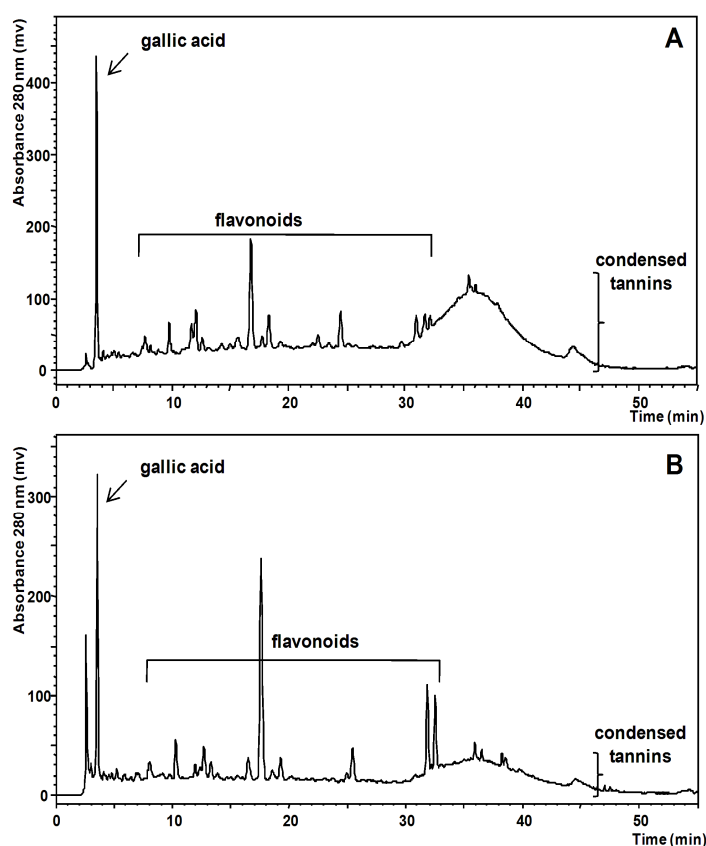 Absorbance 280 nm (mv)
A
gallic acid
400
300
flavonoids
200
condensed
tannins
100
0
0 10 20 30 40 50
Time (min)
Absorbance 280 nm (mv)
B
gallic acid
300
200
flavonoids
100
condensed
tannins
0
0 10 20 30 40 50
Time (min)